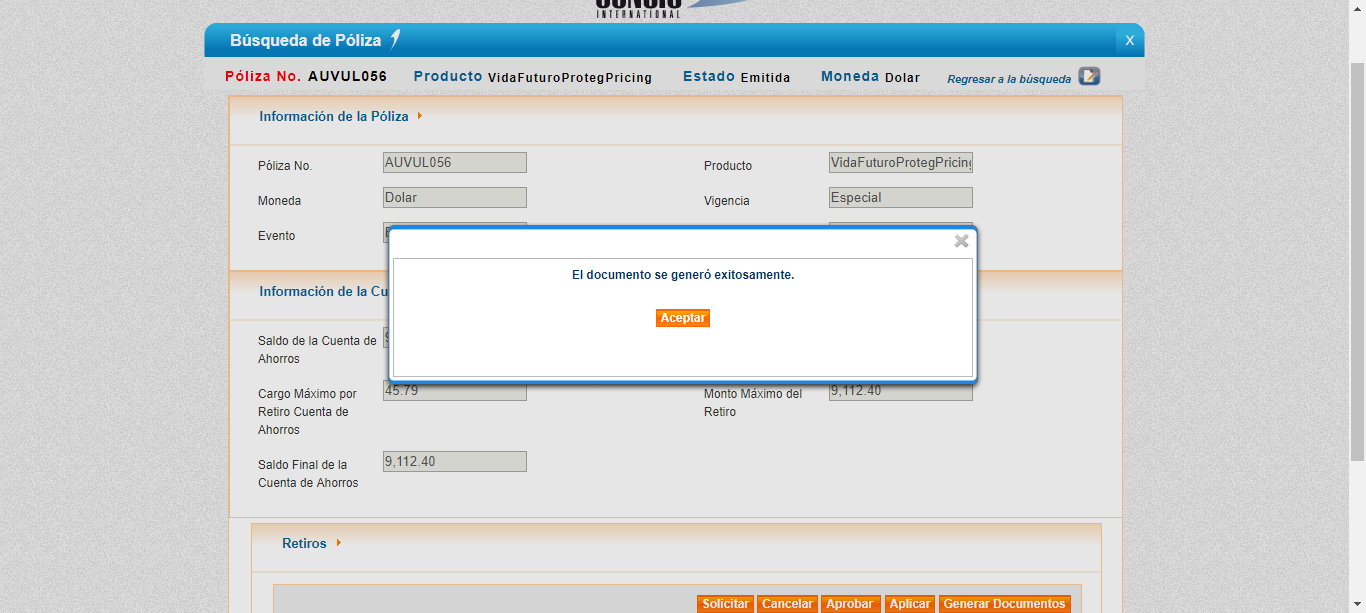 INTERNATIONAL
Búsqueda de Póliza
X
Póliza No. AUVUL056 Producto VidaFuturoProtegPricing Estado Emitida Moneda Dolar Regresar a la búsqueda
Información de la Póliza
Póliza No. AUVUL056 Producto VidaFuturoProtegPricing
Moneda Dolar Vigencia Especial
Evento
El documento se generó exitosamente.
Aceptar
Información de la Cu
Saldo de la Cuenta de
Ahorros
Cargo Máximo por 45.79 Monto Máximo del 9,112.40
Retiro Cuenta de Retiro
Ahorros
Saldo Final de la 9,112.40
Cuenta de Ahorros
Retiros
Solicitar Cancelar Aprobar Aplicar Generar Documentos